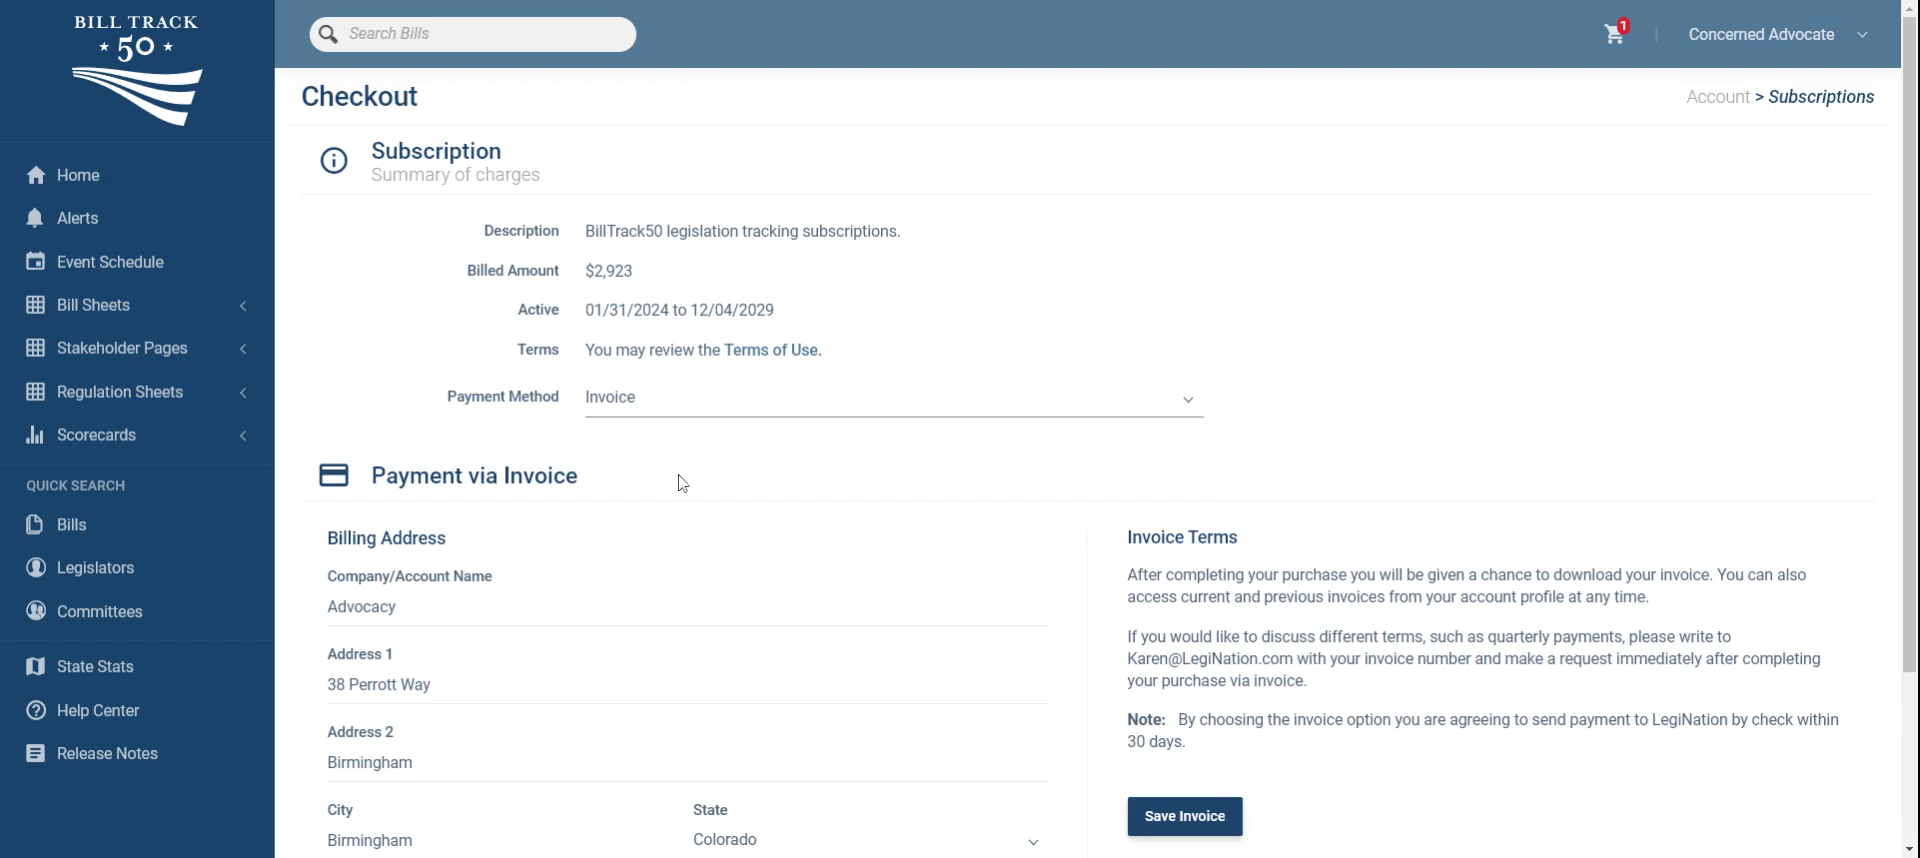 BILL TRACK
50
Home
Alerts
Event Schedule
Bill Sheets
Stakeholder Pages
Regulation Sheets
Scorecards
QUICK SEARCH
Bills
Legislators
Committees
State Stats
Help Center
Release Notes
Search Bills
1
Concerned Advocate
Checkout
Account > Subscriptions
Subscription
Summary of charges
Description BillTrack50 legislation tracking subscriptions.
Billed Amount $2,923
Active 01/31/2024 to 12/04/2029
Terms You may review the Terms of Use.
Payment Method Invoice
Payment via Invoice
Billing Address
Company/Account Name
Advocacy
Address 1
38 Perrott Way
Address 2
Birmingham
City State
Birmingham Colorado
Invoice Terms
After completing your purchase you will be given a chance to download your invoice. You can also
access current and previous invoices from your account profile at any time.
If you would like to discuss different terms, such as quarterly payments, please write to
Karen@LegiNation.com with your invoice number and make a request immediately after completing
your purchase via invoice.
Note: By choosing the invoice option you are agreeing to send payment to LegiNation by check within
30 days.
Save Invoice